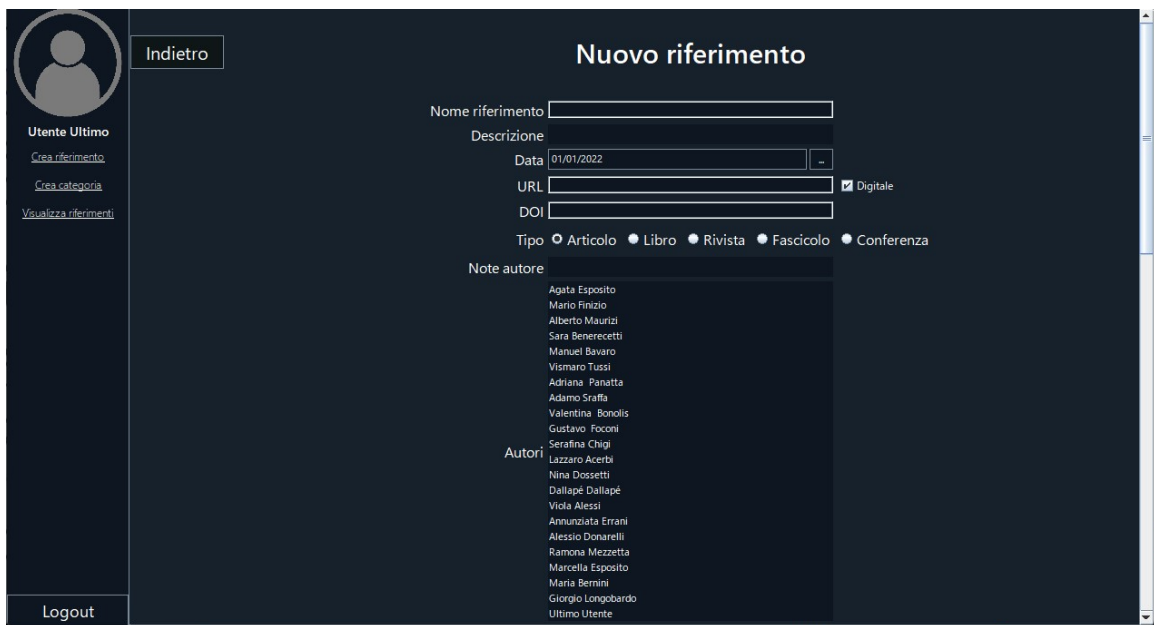 Utente Ultimo
Crea riferimento
Crea categoria
Visualizza riferimenti
Logout
Indietro
Nuovo riferimento
Nome riferimento
Descrizione
Data 01/01/2022 ...
URL Digitale
DOI
Tipo Articolo Libro Rivista Fascicolo Conferenza
Note autore
Autori
Agata Esposito
Mario Finizio
Alberto Maurizi
Sara Benerecetti
Manuel Bavaro
Vismaro Tussi
Adriana Panatta
Adamo Sraffa
Valentina Bonolis
Gustavo Foconi
Serafina Chigi
Lazzaro Acerbi
Nina Dossetti
Dallapé Dallapé
Viola Alessi
Annunziata Errani
Alessio Donarelli
Ramona Mezzetta
Marcella Esposito
Maria Bernini
Giorgio Longobardo
Ultimo Utente